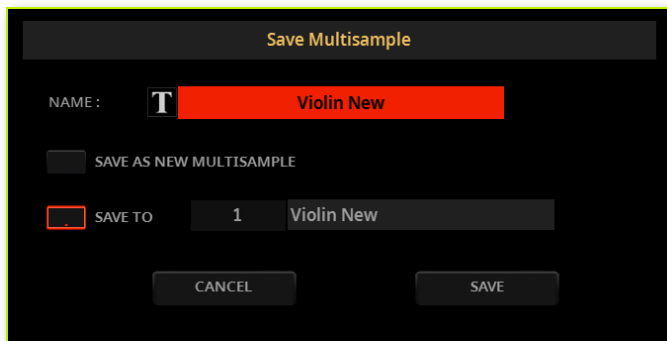 Save Multisample
NAME : T Violin New
SAVE AS NEW MULTISAMPLE
SAVE TO 1 Violin New
CANCEL SAVE